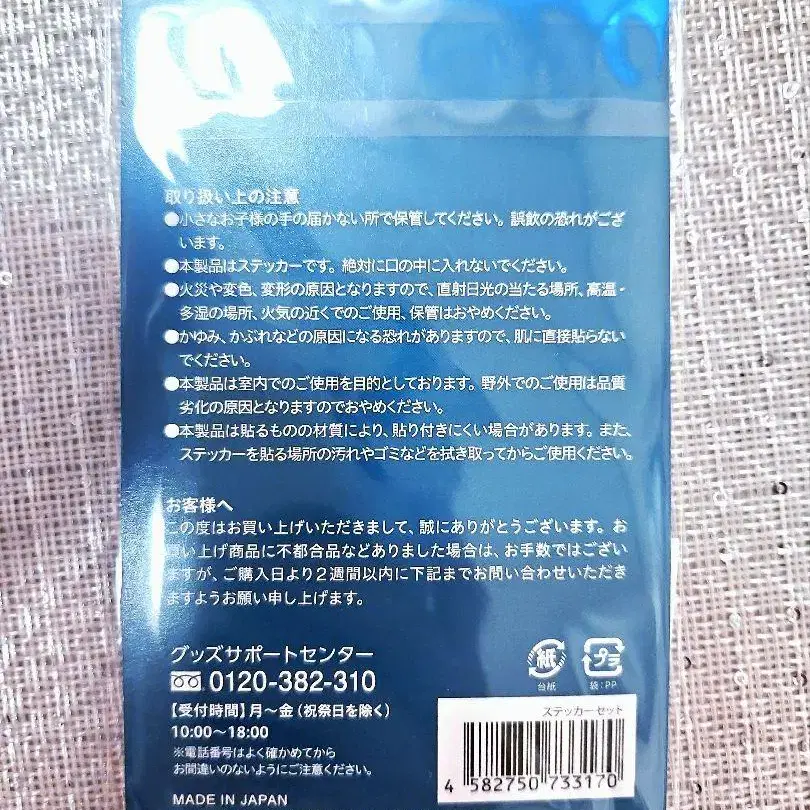 取り扱い上の注意
●小さなお子様の手の届かない所で保管してください。誤飲の恐れがござ
います。
●本製品はステッカーです。絶対に口の中に入れないでください。
●火災や変色、変形の原因となりますので、直射日光の当たる場所、高温・
多湿の場所、火気の近くでのご使用、保管はおやめください。
●かゆみ、かぶれなどの原因になる恐れがありますので、肌に直接貼らない
でください。
●本製品は室内でのご使用を目的としております。野外でのご使用は品質
劣化の原因となりますのでおやめください。
●本製品は貼るものの材質により、貼り付きにくい場合があります。また、
ステッカーを貼る場所の汚れやゴミなどを拭き取ってからご使用ください。
お客様へ
この度はお買い上げいただきまして、誠にありがとうございます。お
買い上げ商品に不都合品などありました場合は、お手数ではござい
ますが、ご購入日より2週間以内に下記までお問い合わせいただき
ますようお願い申し上げます。
グッズサポートセンター
0120-382-310
【受付時間】月～金（祝祭日を除く）
10:00～18:00
※電話番号はよく確かめてから
お間違いのないようにご注意ください。
MADE IN JAPAN
紙
台紙
プラ
袋:PP
ステッカーセット
4 582750 733170